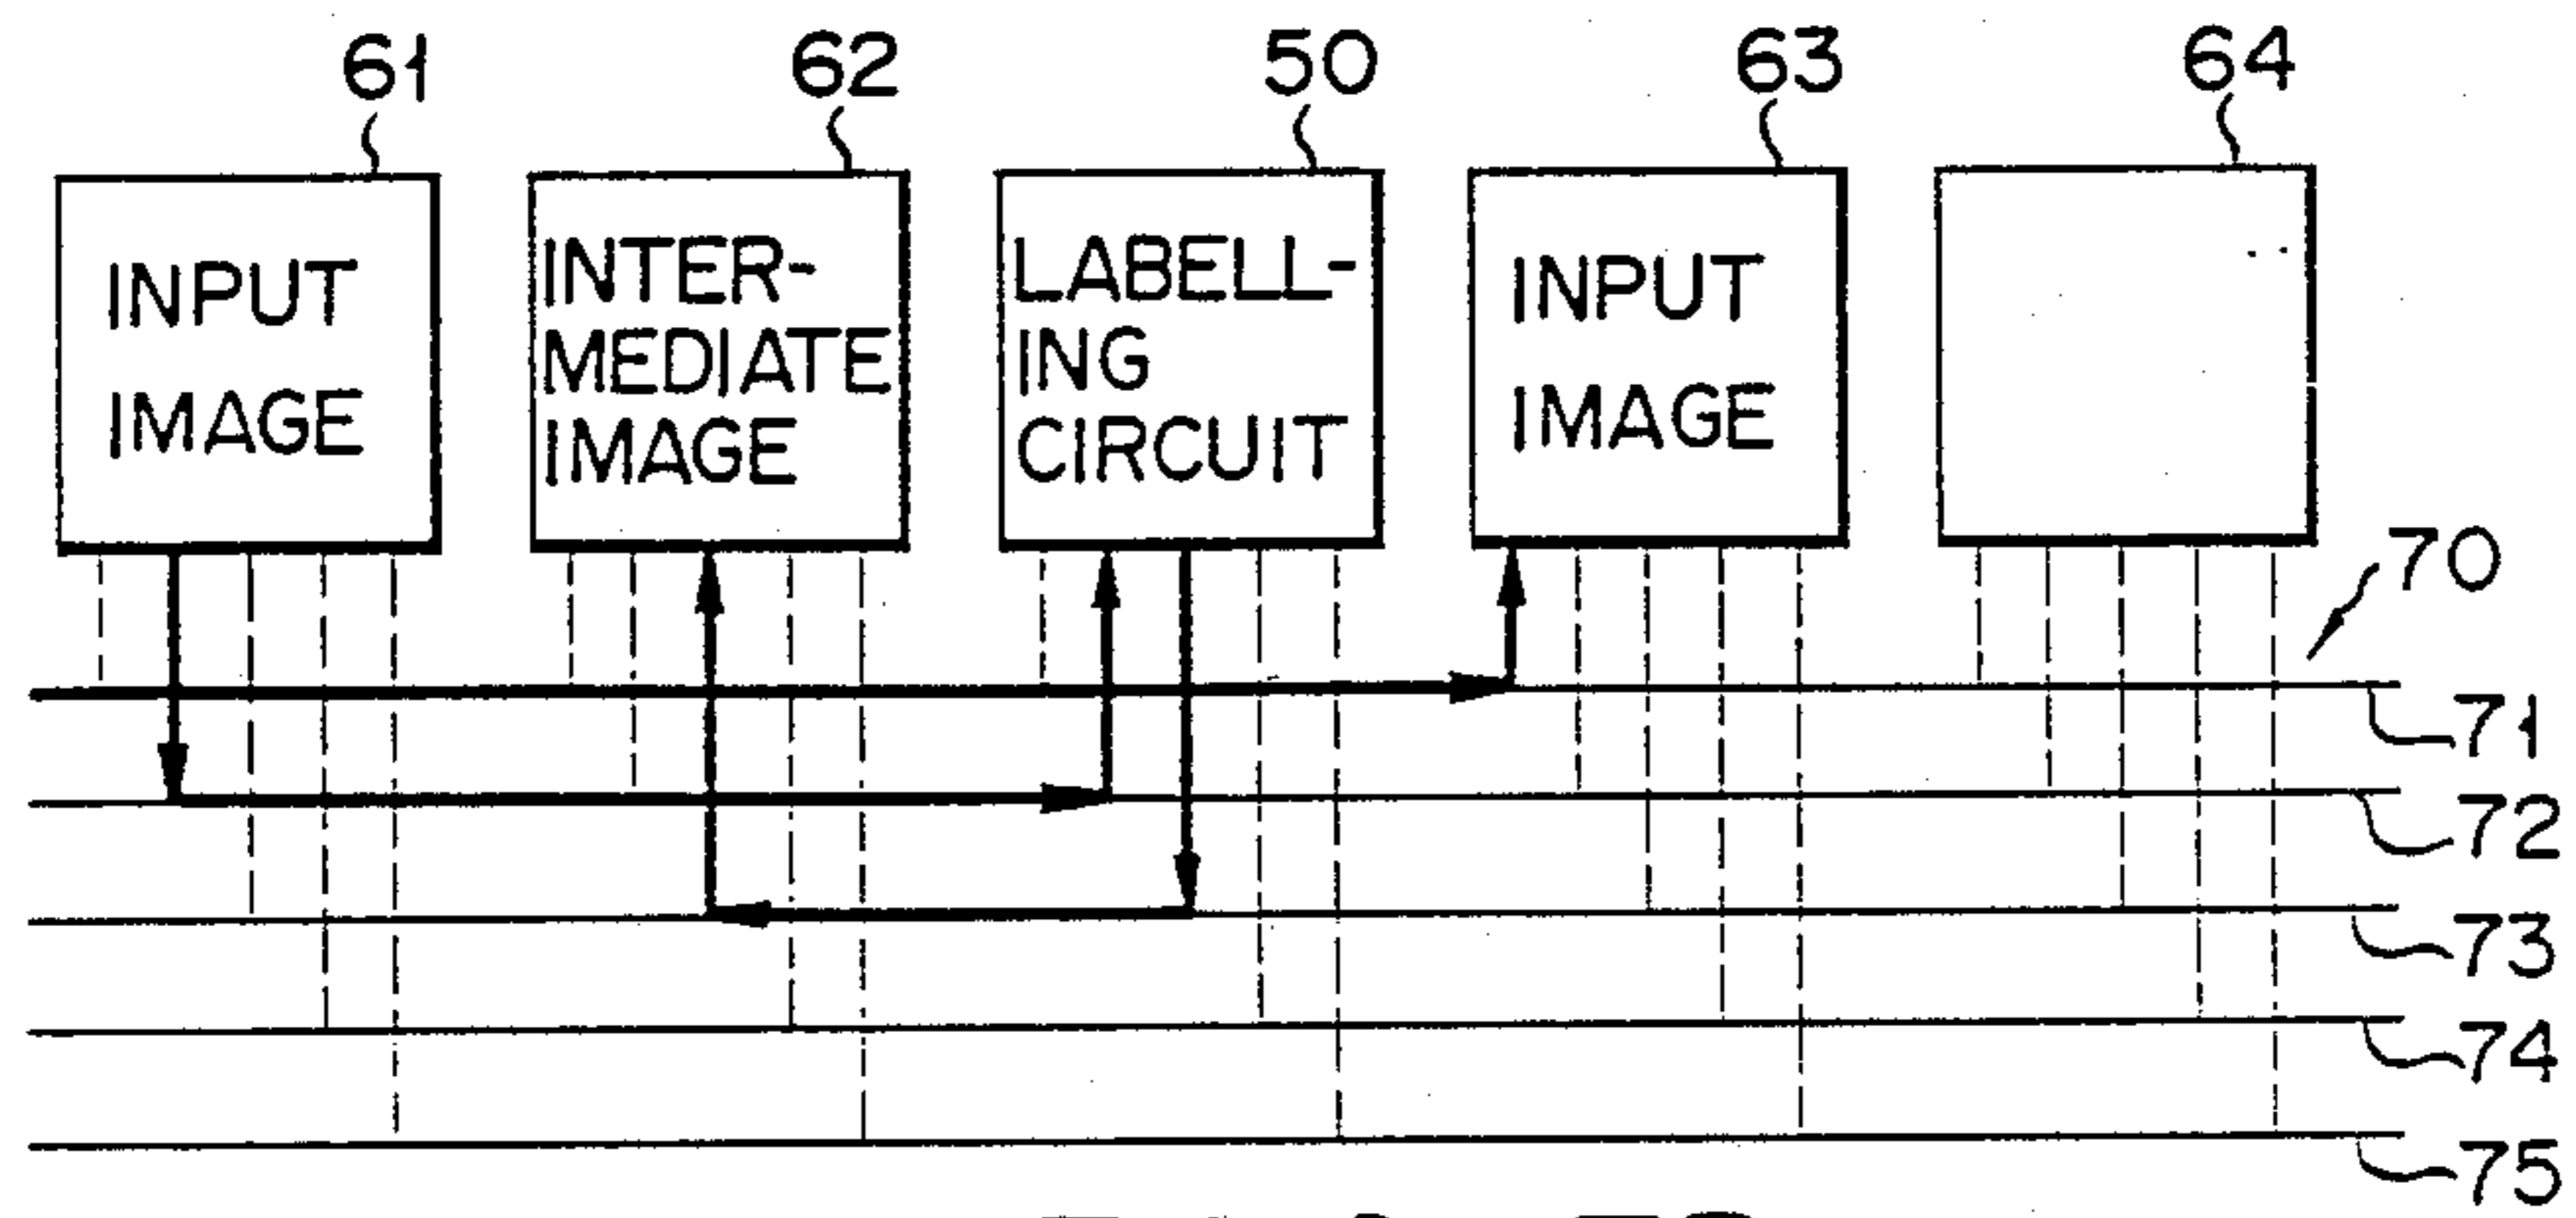 61 62 50 63 64
INPUT
IMAGE
INTER-
MEDIATE
IMAGE
LABELL-
ING
CIRCUIT
INPUT
IMAGE
70
71
72
73
74
75